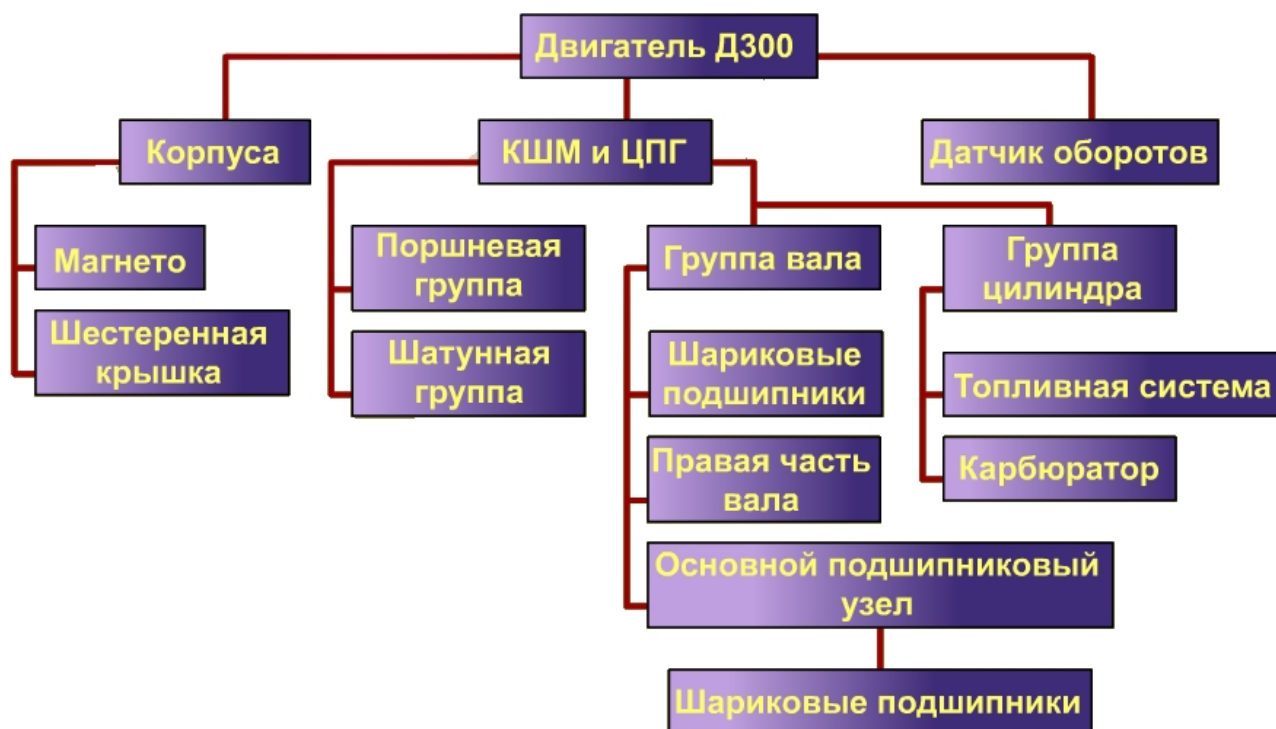 Двигатель Д300
Корпуса
КШМ и ЦПГ
Датчик оборотов
Магнето
Шестеренная
крышка
Поршневая
группа
Шатунная
группа
Группа вала
Шариковые
подшипники
Правая часть
вала
Основной подшипниковый
узел
Шариковые подшипники
Группа
цилиндра
Топливная система
Карбюратор